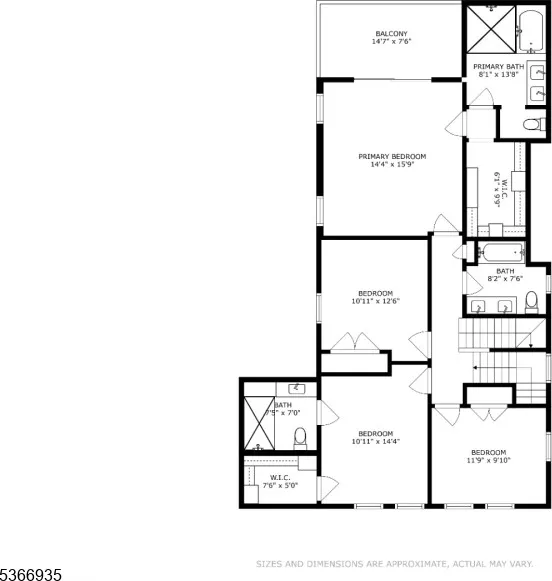 BALCONY
14'7" x 7'6"
PRIMARY BATH
8'1" x 13'8"
PRIMARY BEDROOM
14'4" x 15'9"
W.I.C.
6'1" x 9'9"
BATH
8'2" x 7'6"
BEDROOM
10'11" x 12'6"
BATH
7'5" x 7'0"
BEDROOM
10'11" x 14'4"
BEDROOM
11'9" x 9'10"
W.I.C.
7'6" x 5'0"
SIZES AND DIMENSIONS ARE APPROXIMATE, ACTUAL MAY VARY.
5366935